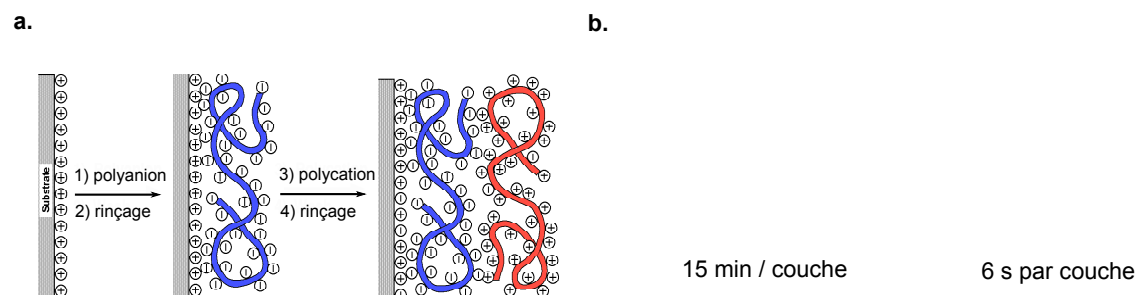 a.
b.
Substrate
1) polyanion
2) rinçage
3) polycation
4) rinçage
15 min / couche
6 s par couche